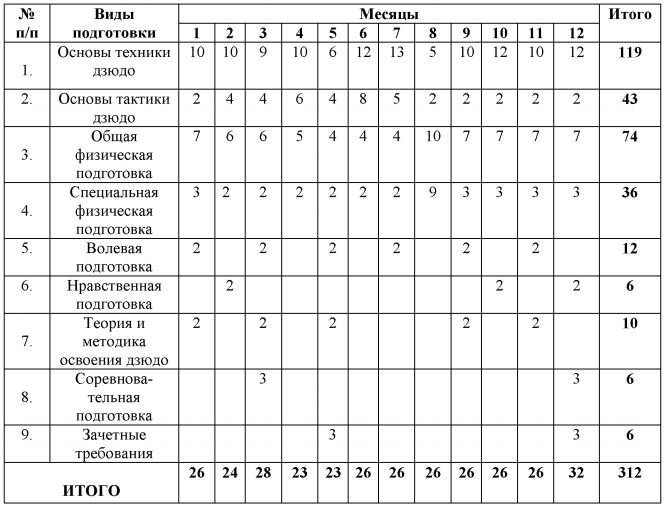 № п/п Виды подготовки Месяцы Итого
1 2 3 4 5 6 7 8 9 10 11 12
1. Основы техники дзюдо 10 10 9 10 6 12 13 5 10 12 10 12 119
2. Основы тактики дзюдо 2 4 4 6 4 8 5 2 2 2 2 2 43
3. Общая физическая подготовка 7 6 6 5 4 4 4 10 7 7 7 7 74
4. Специальная физическая подготовка 3 2 2 2 2 2 2 9 3 3 3 3 36
5. Волевая подготовка 2 2 2 2 2 2 12
6. Нравственная подготовка 2 2 2 6
7. Теория и методика освоения дзюдо 2 2 2 2 2 10
8. Соревнова-тельная подготовка 3 3 6
9. Зачетные требования 3 3 6
ИТОГО 26 24 28 23 23 26 26 26 26 26 26 32 312